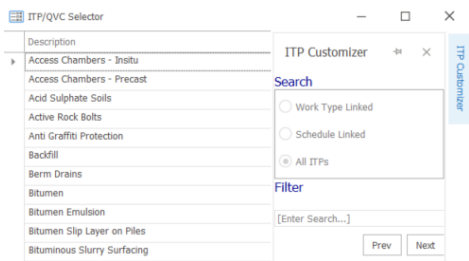 ITP/QVC Selector
Description
Access Chambers - Insitu
Access Chambers - Precast
Acid Sulphate Soils
Active Rock Bolts
Anti Graffiti Protection
Backfill
Berm Drains
Bitumen
Bitumen Emulsion
Bitumen Slip Layer on Piles
Bituminous Slurry Surfacing
ITP Customizer
Search
Work Type Linked
Schedule Linked
All ITPs
Filter
[Enter Search...]
Prev Next
ITP Customizer